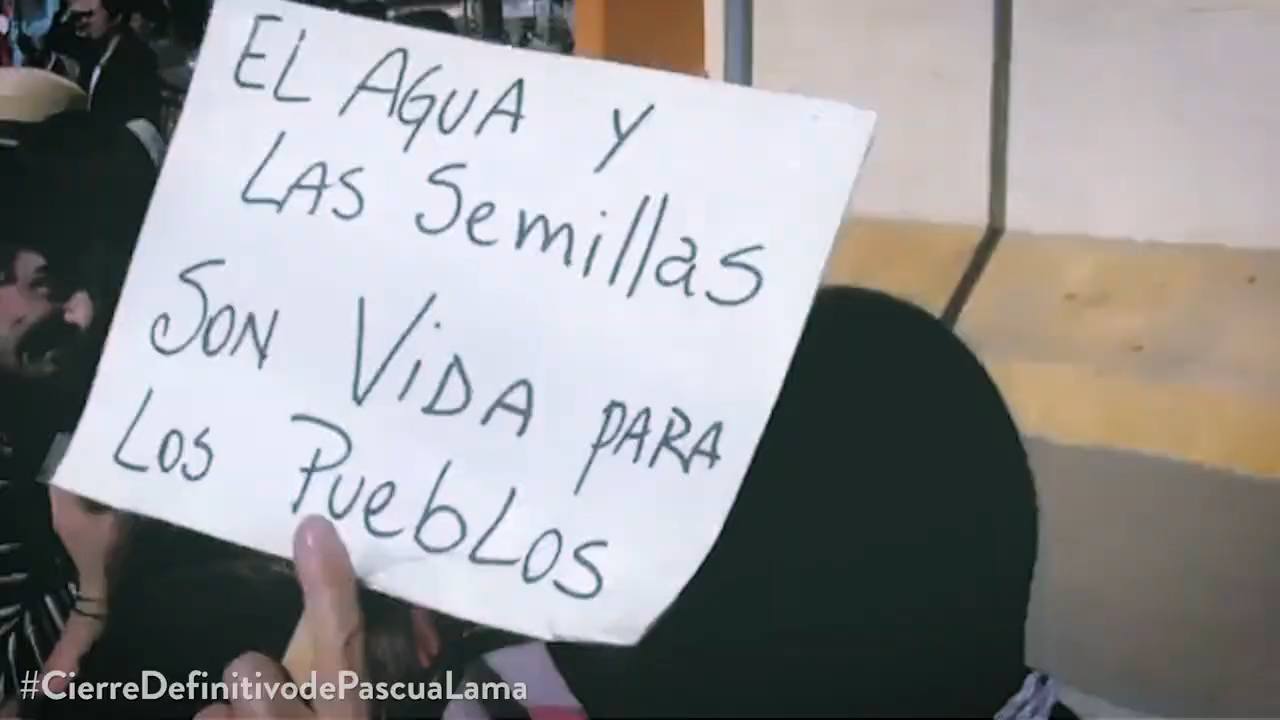 EL AGUA Y
LAS Semillas
SON ViDA PARA
Los PuebLos
#CierreDefinitivodePascuaLama